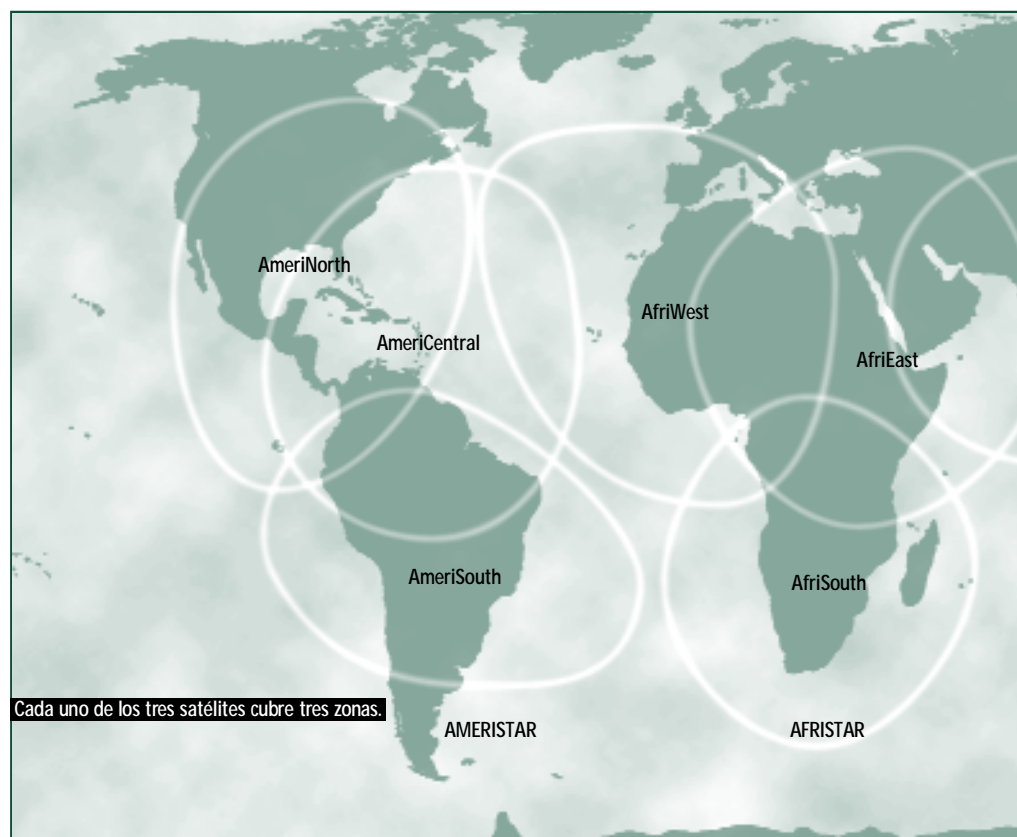 AmeriNorth
AfriWest
AmeriCentral
AfriEast
AmeriSouth
AfriSouth
Cada uno de los tres satélites cubre tres zonas.
AMERISTAR
AFRISTAR